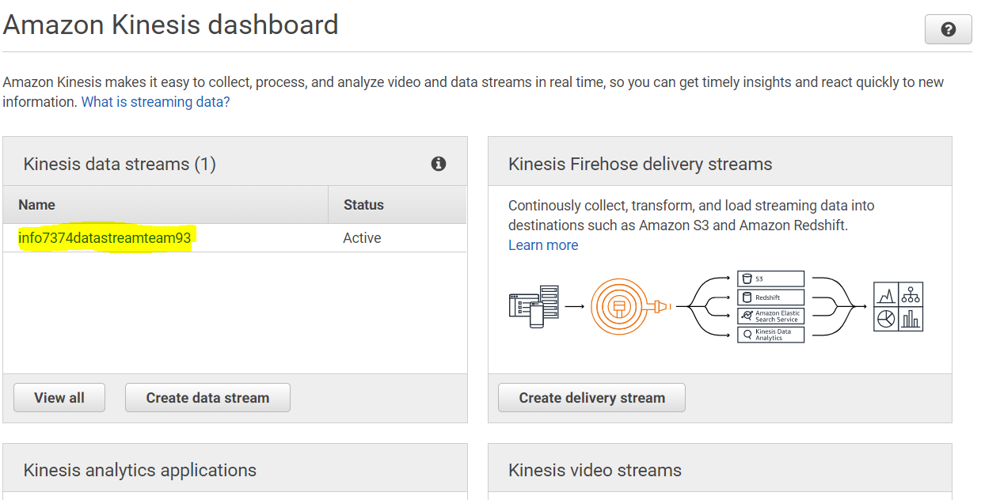 Amazon Kinesis dashboard
Amazon Kinesis makes it easy to collect, process, and analyze video and data streams in real time, so you can get timely insights and react quickly to new
information. What is streaming data?
Kinesis data streams (1)
Name
Status
info7374datastreamteam93
Active
View all
Create data stream
Kinesis Firehose delivery streams
Continously collect, transform, and load streaming data into
destinations such as Amazon S3 and Amazon Redshift.
Learn more
S3
Redshift
Amazon Elastic
Search Service
Kinesis Data
Analytics
Create delivery stream
Kinesis analytics applications
Kinesis video streams